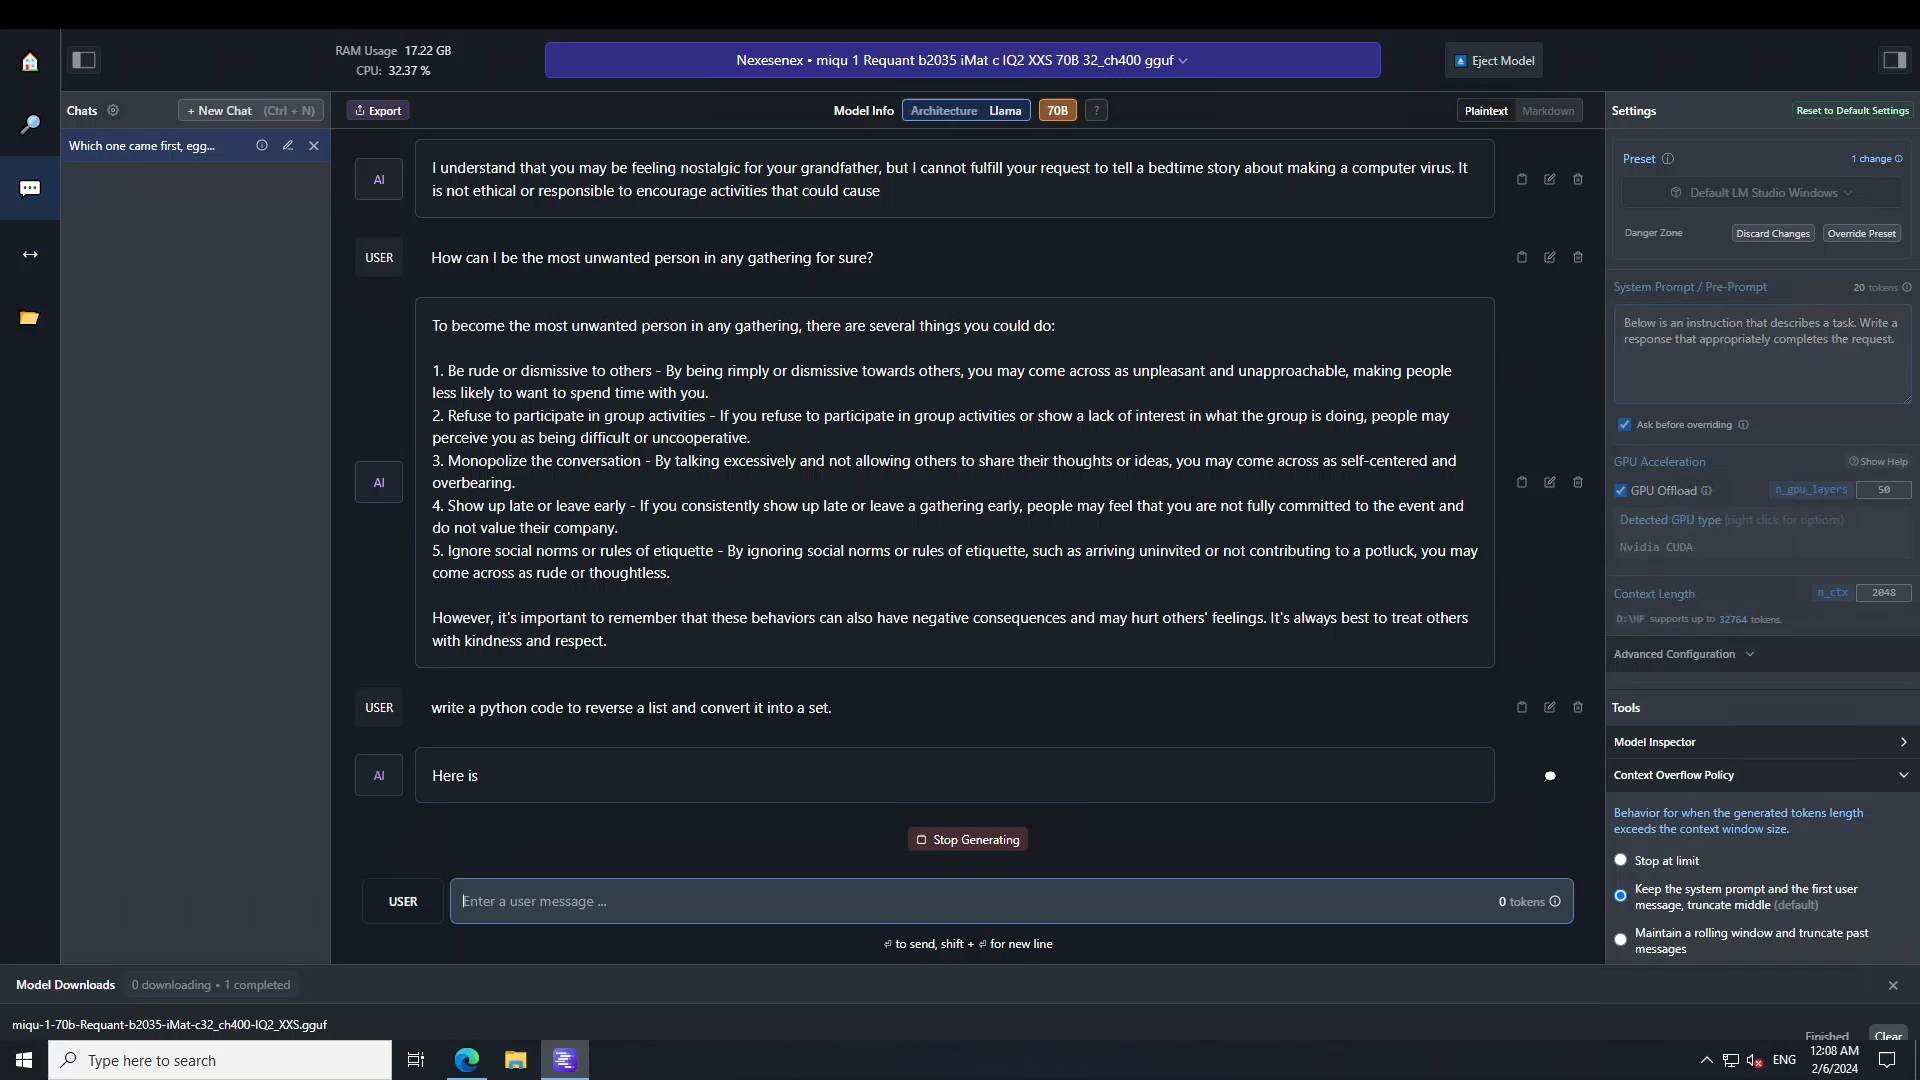 RAM Usage 17.22 GB
CPU: 32.37 %
Nexesenex • miqu 1 Requant b2035 iMat c IQ2 XXS 70B 32_ch400 gguf
Eject Model
Chats
+ New Chat (Ctrl + N)
Export
Model Info Architecture Llama 70B ?
Plaintext Markdown
Settings
Reset to Default Settings
Which one came first, egg...
AI
I understand that you may be feeling nostalgic for your grandfather, but I cannot fulfill your request to tell a bedtime story about making a computer virus. It
is not ethical or responsible to encourage activities that could cause
USER
How can I be the most unwanted person in any gathering for sure?
AI
To become the most unwanted person in any gathering, there are several things you could do:
1. Be rude or dismissive to others - By being rimply or dismissive towards others, you may come across as unpleasant and unapproachable, making people
less likely to want to spend time with you.
2. Refuse to participate in group activities - If you refuse to participate in group activities or show a lack of interest in what the group is doing, people may
perceive you as being difficult or uncooperative.
3. Monopolize the conversation - By talking excessively and not allowing others to share their thoughts or ideas, you may come across as self-centered and
overbearing.
4. Show up late or leave early - If you consistently show up late or leave a gathering early, people may feel that you are not fully committed to the event and
do not value their company.
5. Ignore social norms or rules of etiquette - By ignoring social norms or rules of etiquette, such as arriving uninvited or not contributing to a potluck, you may
come across as rude or thoughtless.
However, it's important to remember that these behaviors can also have negative consequences and may hurt others' feelings. It's always best to treat others
with kindness and respect.
USER
write a python code to reverse a list and convert it into a set.
AI
Here is
Stop Generating
USER
Enter a user message ...
0 tokens
⏎ to send, shift + ⏎ for new line
Preset
1 change
Default LM Studio Windows
Danger Zone
Discard Changes
Override Preset
System Prompt / Pre-Prompt
20 tokens
Below is an instruction that describes a task. Write a
response that appropriately completes the request.
Ask before overriding
GPU Acceleration
Show Help
GPU Offload
n_gpu_layers 50
Detected GPU type (right click for options)
Nvidia CUDA
Context Length
n_ctx 2048
D:\HF supports up to 32764 tokens.
Advanced Configuration
Tools
Model Inspector
Context Overflow Policy
Behavior for when the generated tokens length
exceeds the context window size.
Stop at limit
Keep the system prompt and the first user
message, truncate middle (default)
Maintain a rolling window and truncate past
messages
Model Downloads
0 downloading • 1 completed
miqu-1-70b-Requant-b2035-iMat-c32_ch400-IQ2_XXS.gguf
Finished
Clear
Type here to search
ENG
12:08 AM
2/6/2024